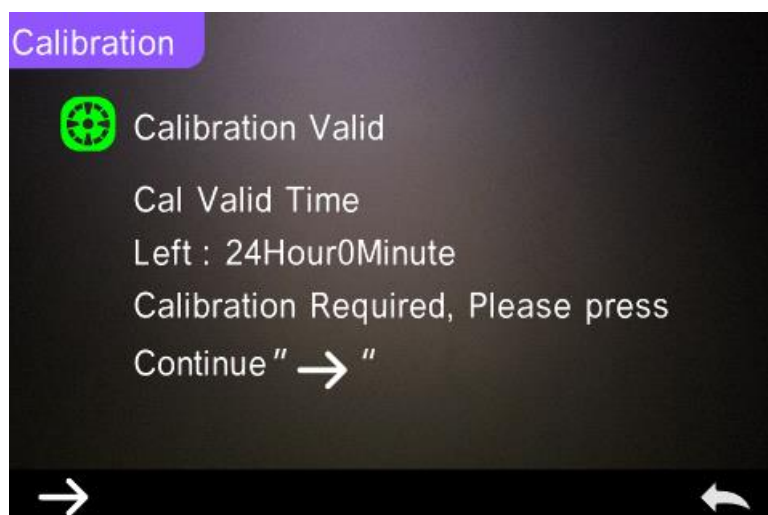 Calibration
Calibration Valid
Cal Valid Time
Left : 24Hour0Minute
Calibration Required, Please press
Continue " → "